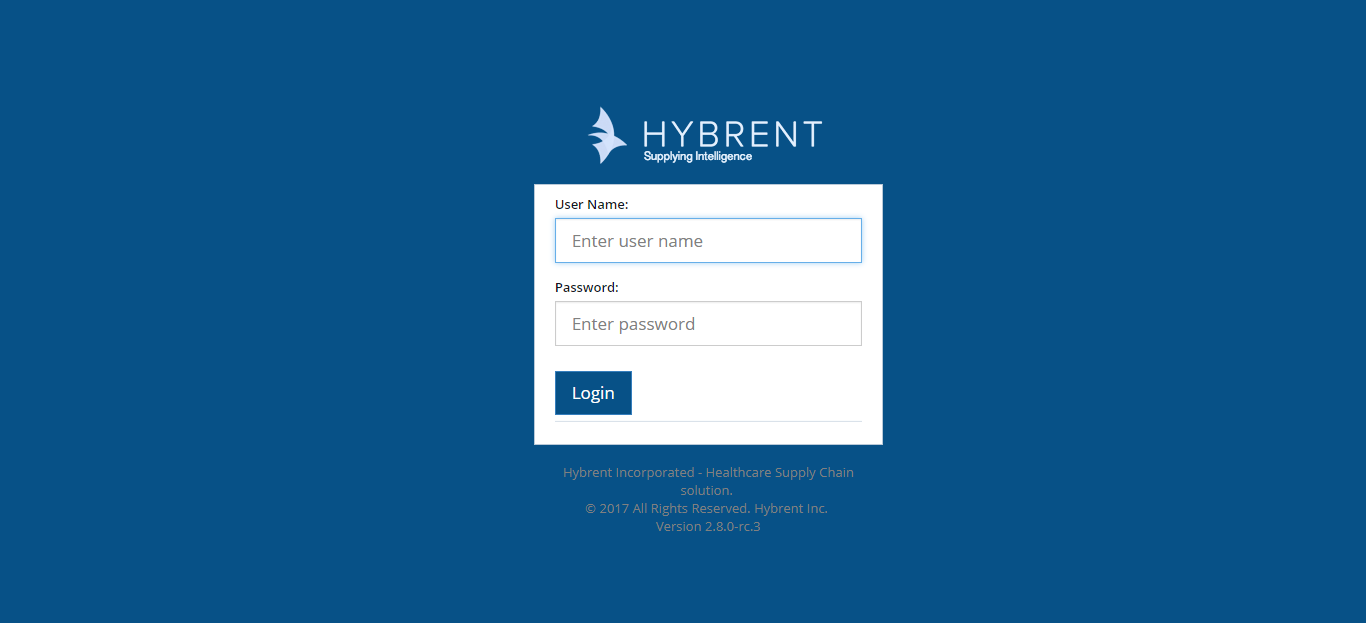 HYBRENT
Supplying Intelligence
User Name:
Enter user name
Password:
Enter password
Login
Hybrent Incorporated - Healthcare Supply Chain
solution.
© 2017 All Rights Reserved. Hybrent Inc.
Version 2.8.0-rc.3